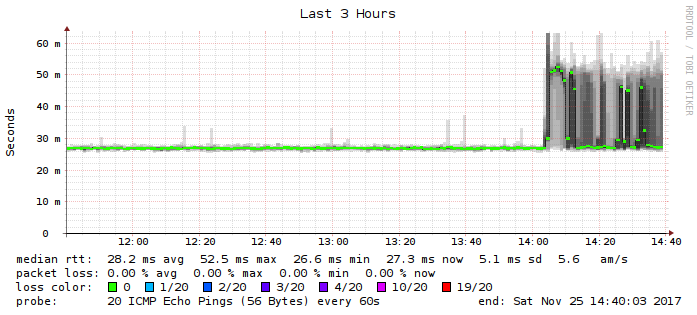 Last 3 Hours
RRDTOOL / TOBI OETIKER
Seconds
60 m
50 m
40 m
30 m
20 m
10 m
0
12:00 12:20 12:40 13:00 13:20 13:40 14:00 14:20 14:40
median rtt: 28.2 ms avg 52.5 ms max 26.6 ms min 27.3 ms now 5.1 ms sd 5.6 am/s
packet loss: 0.00 % avg 0.00 % max 0.00 % min 0.00 % now
loss color: 0 1/20 2/20 3/20 4/20 10/20 19/20
probe: 20 ICMP Echo Pings (56 Bytes) every 60s end: Sat Nov 25 14:40:03 2017